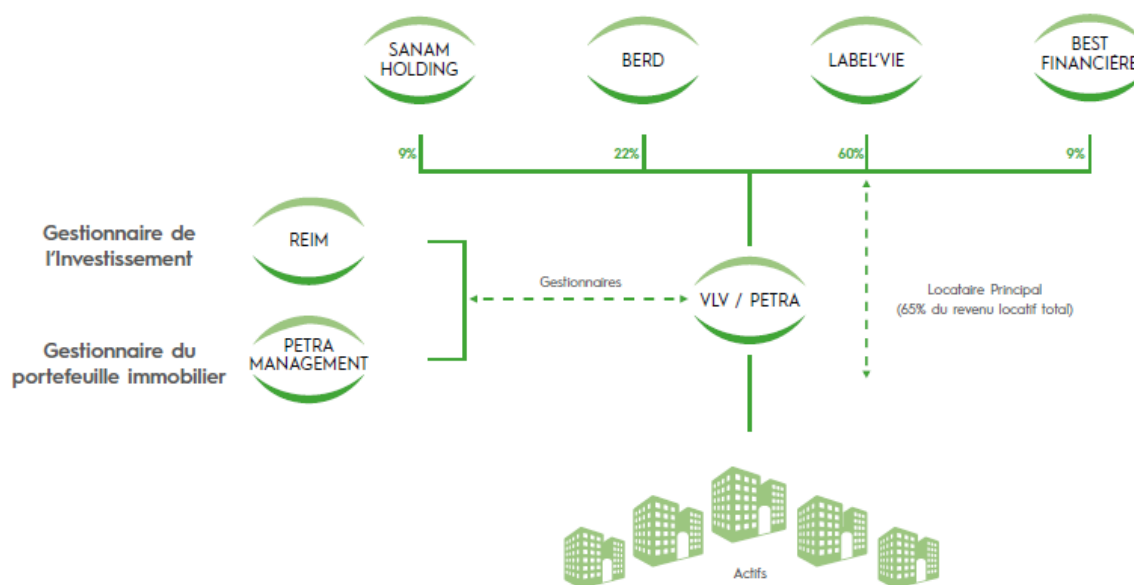 SANAM
HOLDING
BERD
LABEL'VIE
BEST
FINANCIÈRE
9%
22%
60%
9%
Gestionnaire de
l'Investissement
REIM
Gestionnaires
VLV / PETRA
Locataire Principal
(65% du revenu locatif total)
Gestionnaire du
portefeuille immobilier
PETRA
MANAGEMENT
Actifs